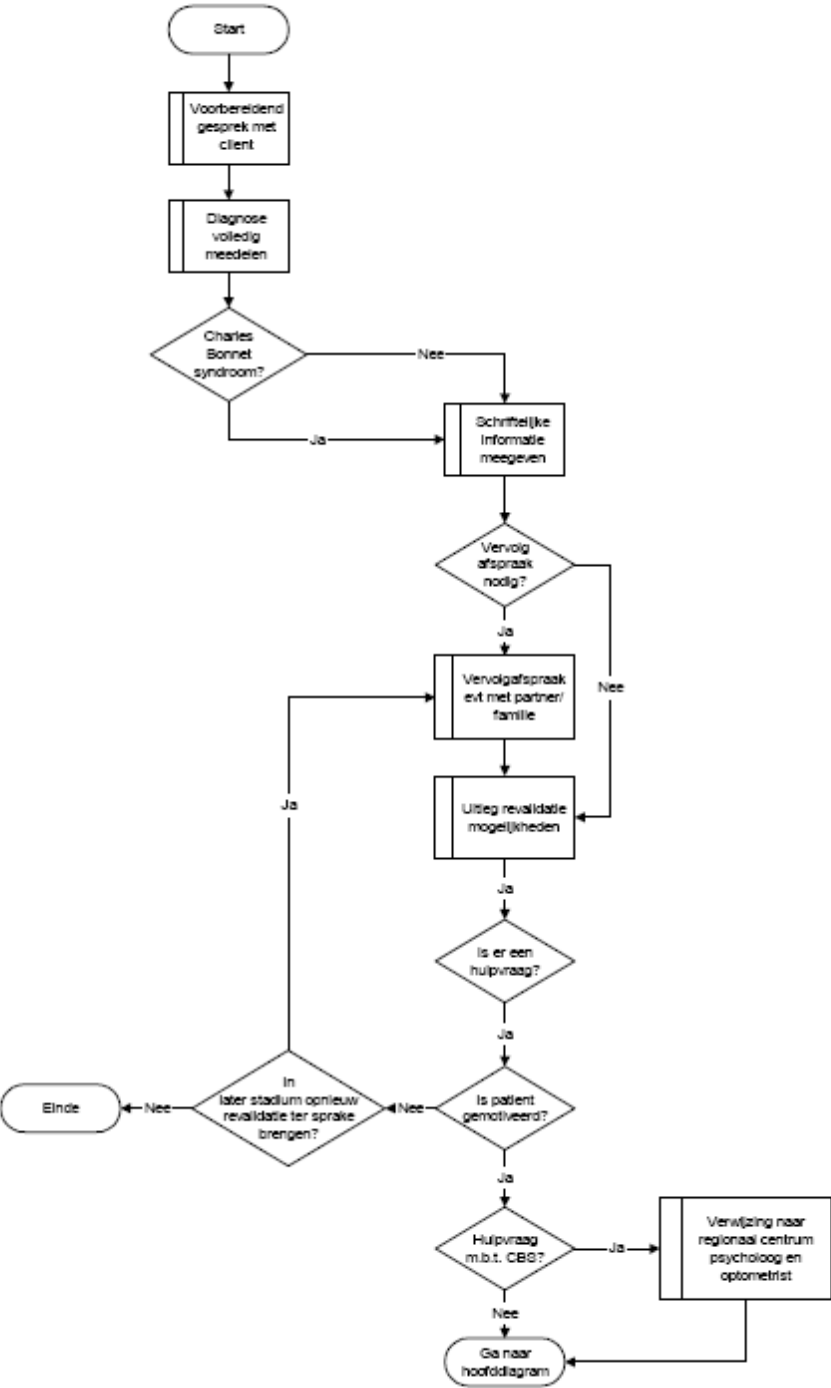 Start
Voorbereidend
gesprek met
client
Diagnose
volledig
meedelen
Charles
Bonnet
syndroom?
Nee
Ja
Schriftelijke
informatie
meegeven
Vervolg
afspraak
nodig?
Ja
Nee
Vervolgafspraak
evt met partner/
familie
Ja
Uitleg revalidatie
mogelijkheden
Ja
Is er een
hulpvraag?
Ja
Is patient
gemotiveerd?
Nee
In
later stadium opnieuw
revalidatie ter sprake
brengen?
Nee
Einde
Ja
Hulpvraag
m.b.t. CBS?
Ja
Verwijzing naar
regionaal centrum
psycholoog en
optometrist
Nee
Ga naar
hoofddiagram